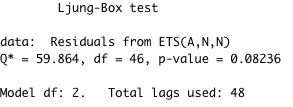 Ljung-Box test
data: Residuals from ETS(A,N,N)
Q* = 59.864, df = 46, p-value = 0.08236
Model df: 2. Total lags used: 48